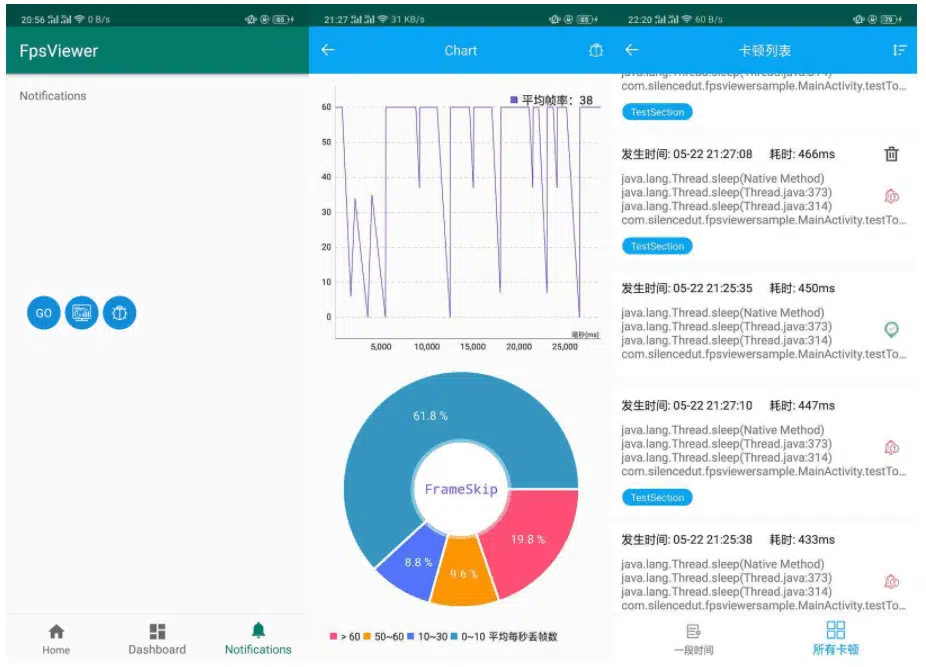 20:56 0 B/s 65
FpsViewer
Notifications
GO
Home
Dashboard
Notifications
21:27 31 KB/s 85
Chart
平均帧率：38
60
50
40
30
20
10
0
毫秒(ms)
5,000 10,000 15,000 20,000 25,000
61.8 %
FrameSkip
19.8 %
8.8 %
9.6 %
> 60 50~60 10~30 0~10 平均每秒丢帧数
22:20 60 B/s 79
卡顿列表
java.lang.Thread.sleep(Thread.java:314)
com.silencedut.fpsviewersample.MainActivity.testTo...
TestSection
发生时间: 05-22 21:27:08 耗时: 466ms
java.lang.Thread.sleep(Native Method)
java.lang.Thread.sleep(Thread.java:373)
java.lang.Thread.sleep(Thread.java:314)
com.silencedut.fpsviewersample.MainActivity.testTo...
TestSection
发生时间: 05-22 21:25:35 耗时: 450ms
java.lang.Thread.sleep(Native Method)
java.lang.Thread.sleep(Thread.java:373)
java.lang.Thread.sleep(Thread.java:314)
com.silencedut.fpsviewersample.MainActivity.testTo...
发生时间: 05-22 21:27:10 耗时: 447ms
java.lang.Thread.sleep(Native Method)
java.lang.Thread.sleep(Thread.java:373)
java.lang.Thread.sleep(Thread.java:314)
com.silencedut.fpsviewersample.MainActivity.testTo...
TestSection
发生时间: 05-22 21:25:38 耗时: 433ms
java.lang.Thread.sleep(Native Method)
java.lang.Thread.sleep(Thread.java:373)
java.lang.Thread.sleep(Thread.java:314)
com.silencedut.fpsviewersample.MainActivity.testTo...
一段时间
所有卡顿